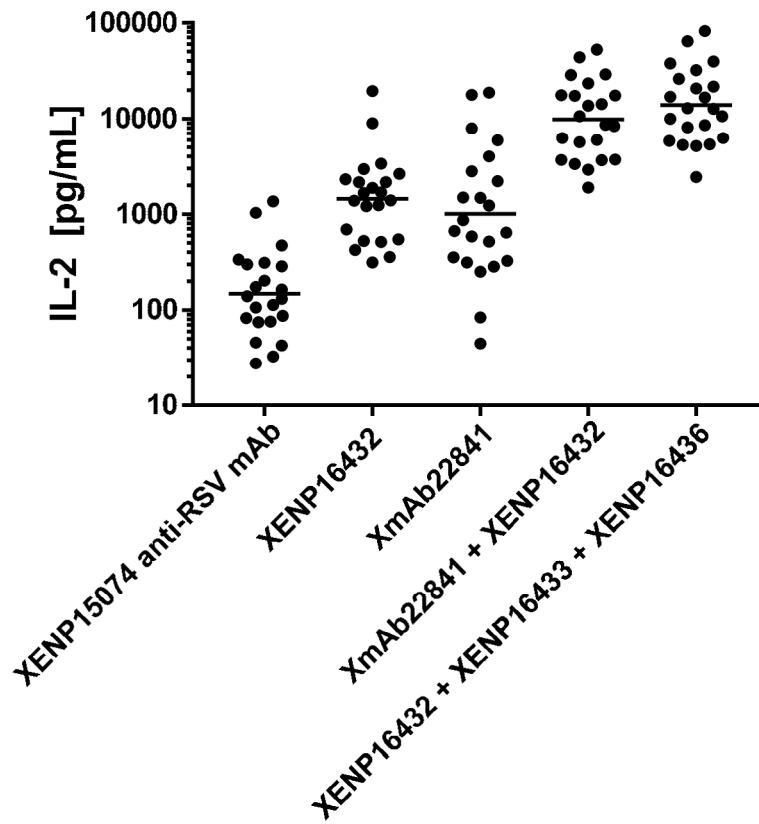 100000
10000
1000
100
10
IL-2 [pg/mL]
XENP15074 anti-RSV mAb
XENP16432
XmAb22841
XmAb22841 + XENP16432
XENP16432 + XENP16433 + XENP16436